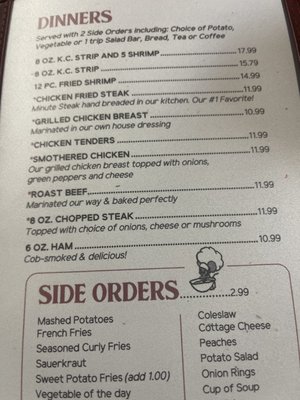 DINNERS
Served with 2 Side Orders including: Choice of Potato,
Vegetable or 1 trip Salad Bar, Bread, Tea or Coffee
8 OZ. K.C. STRIP AND 5 SHRIMP 17.99
8 OZ. K.C. STRIP 15.79
12 PC. FRIED SHRIMP 14.99
*CHICKEN FRIED STEAK 11.99
Minute Steak hand breaded in our kitchen. Our #1 Favorite!
*GRILLED CHICKEN BREAST 10.99
Marinated in our own house dressing
*CHICKEN TENDERS 11.99
*SMOTHERED CHICKEN 11.99
Our grilled chicken breast topped with onions,
green peppers and cheese
*ROAST BEEF 11.99
Marinated our way & baked perfectly
*8 OZ. CHOPPED STEAK 11.99
Topped with choice of onions, cheese or mushrooms
6 OZ. HAM 10.99
Cob-smoked & delicious!
SIDE ORDERS 2.99
Mashed Potatoes
French Fries
Seasoned Curly Fries
Sauerkraut
Sweet Potato Fries (add 1.00)
Vegetable of the day
Coleslaw
Cottage Cheese
Peaches
Potato Salad
Onion Rings
Cup of Soup